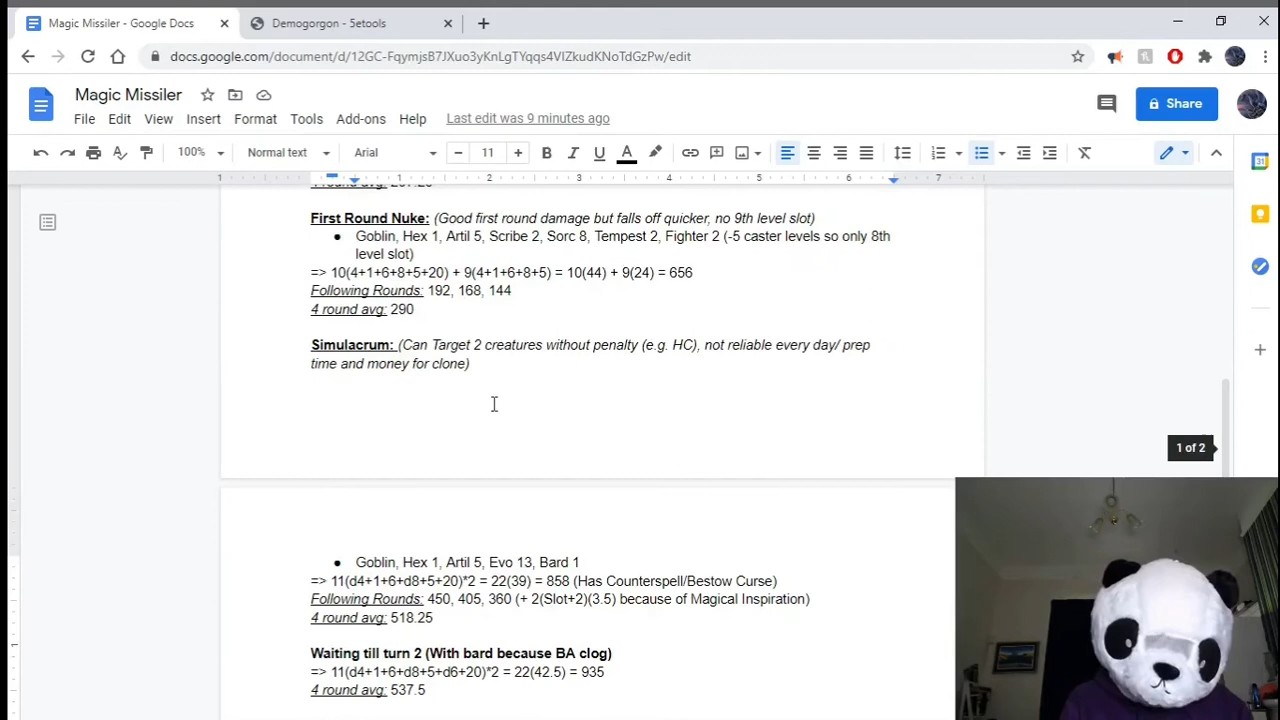 Magic Missiler - Google Docs
Demogorgon - 5etools
docs.google.com/document/d/12GC-FqymjsB7JXuo3yKnLgTYqqs4VIZkudKNoTdGzPw/edit
Magic Missiler
Share
File Edit View Insert Format Tools Add-ons Help Last edit was 9 minutes ago
100% Normal text Arial 11
1 1 2 3 4 5 6 7
First Round Nuke: (Good first round damage but falls off quicker, no 9th level slot)
● Goblin, Hex 1, Artil 5, Scribe 2, Sorc 8, Tempest 2, Fighter 2 (-5 caster levels so only 8th
level slot)
=> 10(4+1+6+8+5+20) + 9(4+1+6+8+5) = 10(44) + 9(24) = 656
Following Rounds: 192, 168, 144
4 round avg: 290
Simulacrum: (Can Target 2 creatures without penalty (e.g. HC), not reliable every day/ prep
time and money for clone)
1 of 2
● Goblin, Hex 1, Artil 5, Evo 13, Bard 1
=> 11(d4+1+6+d8+5+20)*2 = 22(39) = 858 (Has Counterspell/Bestow Curse)
Following Rounds: 450, 405, 360 (+ 2(Slot+2)(3.5) because of Magical Inspiration)
4 round avg: 518.25
Waiting till turn 2 (With bard because BA clog)
=> 11(d4+1+6+d8+5+d6+20)*2 = 22(42.5) = 935
4 round avg: 537.5